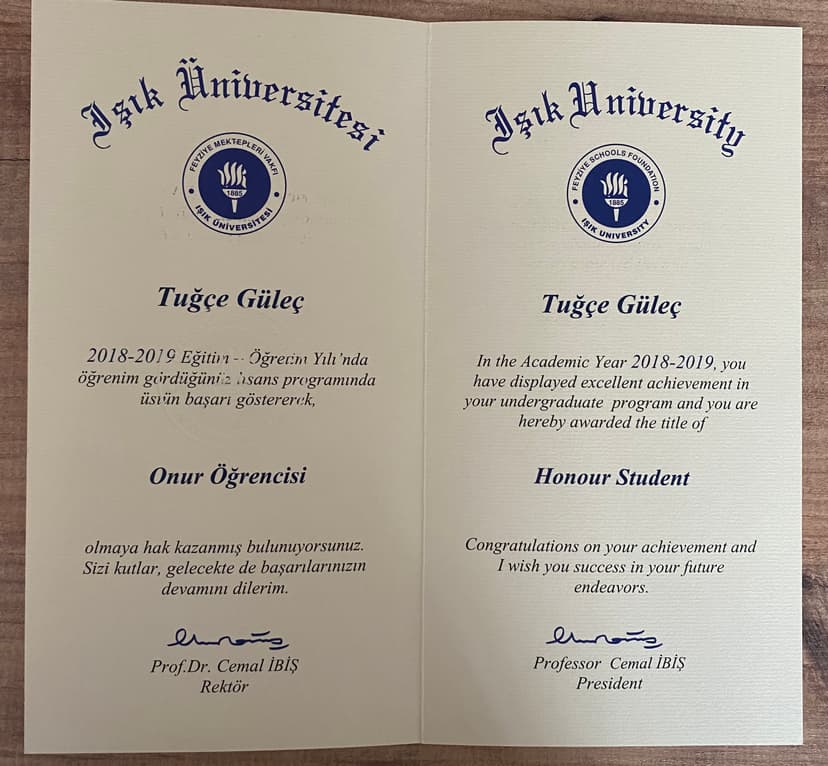 Işık Üniversitesi
FEYZİYE MEKTEPLERİ VAKFI
1885
IŞIK ÜNİVERSİTESİ
Tuğçe Güleç
2018-2019 Eğitim -- Öğretim Yılı'nda
öğrenim gördüğünüz lisans programında
üstün başarı göstererek,
Onur Öğrencisi
olmaya hak kazanmış bulunuyorsunuz.
Sizi kutlar, gelecekte de başarılarınızın
devamını dilerim.
Prof.Dr. Cemal İBİŞ
Rektör
Işık University
FEYZİYE SCHOOLS FOUNDATION
1885
IŞIK UNIVERSITY
Tuğçe Güleç
In the Academic Year 2018-2019, you
have displayed excellent achievement in
your undergraduate program and you are
hereby awarded the title of
Honour Student
Congratulations on your achievement and
I wish you success in your future
endeavors.
Professor Cemal İBİŞ
President